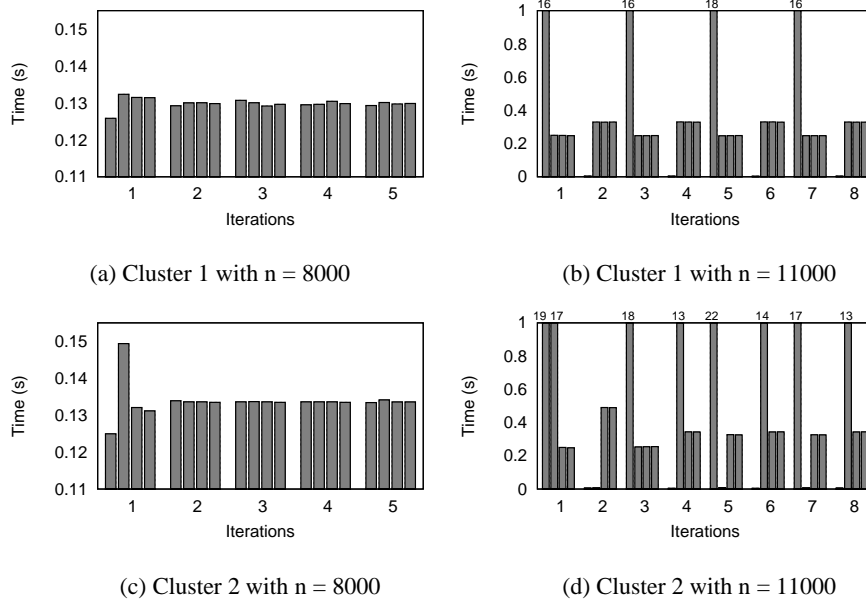 0.15
0.14
0.13
0.12
0.11
Time (s)
1 2 3 4 5
Iterations
(a) Cluster 1 with n = 8000
16 16 18 16
1
0.8
0.6
0.4
0.2
0
Time (s)
1 2 3 4 5 6 7 8
Iterations
(b) Cluster 1 with n = 11000
0.15
0.14
0.13
0.12
0.11
Time (s)
1 2 3 4 5
Iterations
(c) Cluster 2 with n = 8000
19 17 18 13 22 14 17 13
1
0.8
0.6
0.4
0.2
0
Time (s)
1 2 3 4 5 6 7 8
Iterations
(d) Cluster 2 with n = 11000